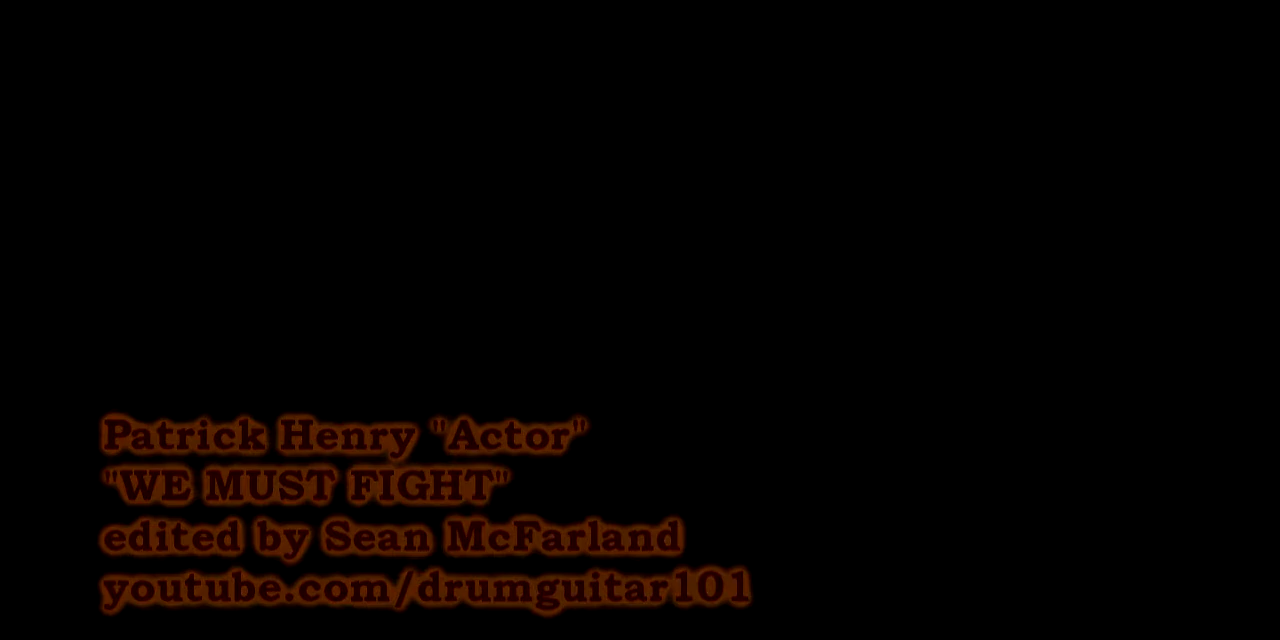 Patrick Henry "Actor"
"WE MUST FIGHT"
edited by Sean McFarland
youtube.com/drumguitar101